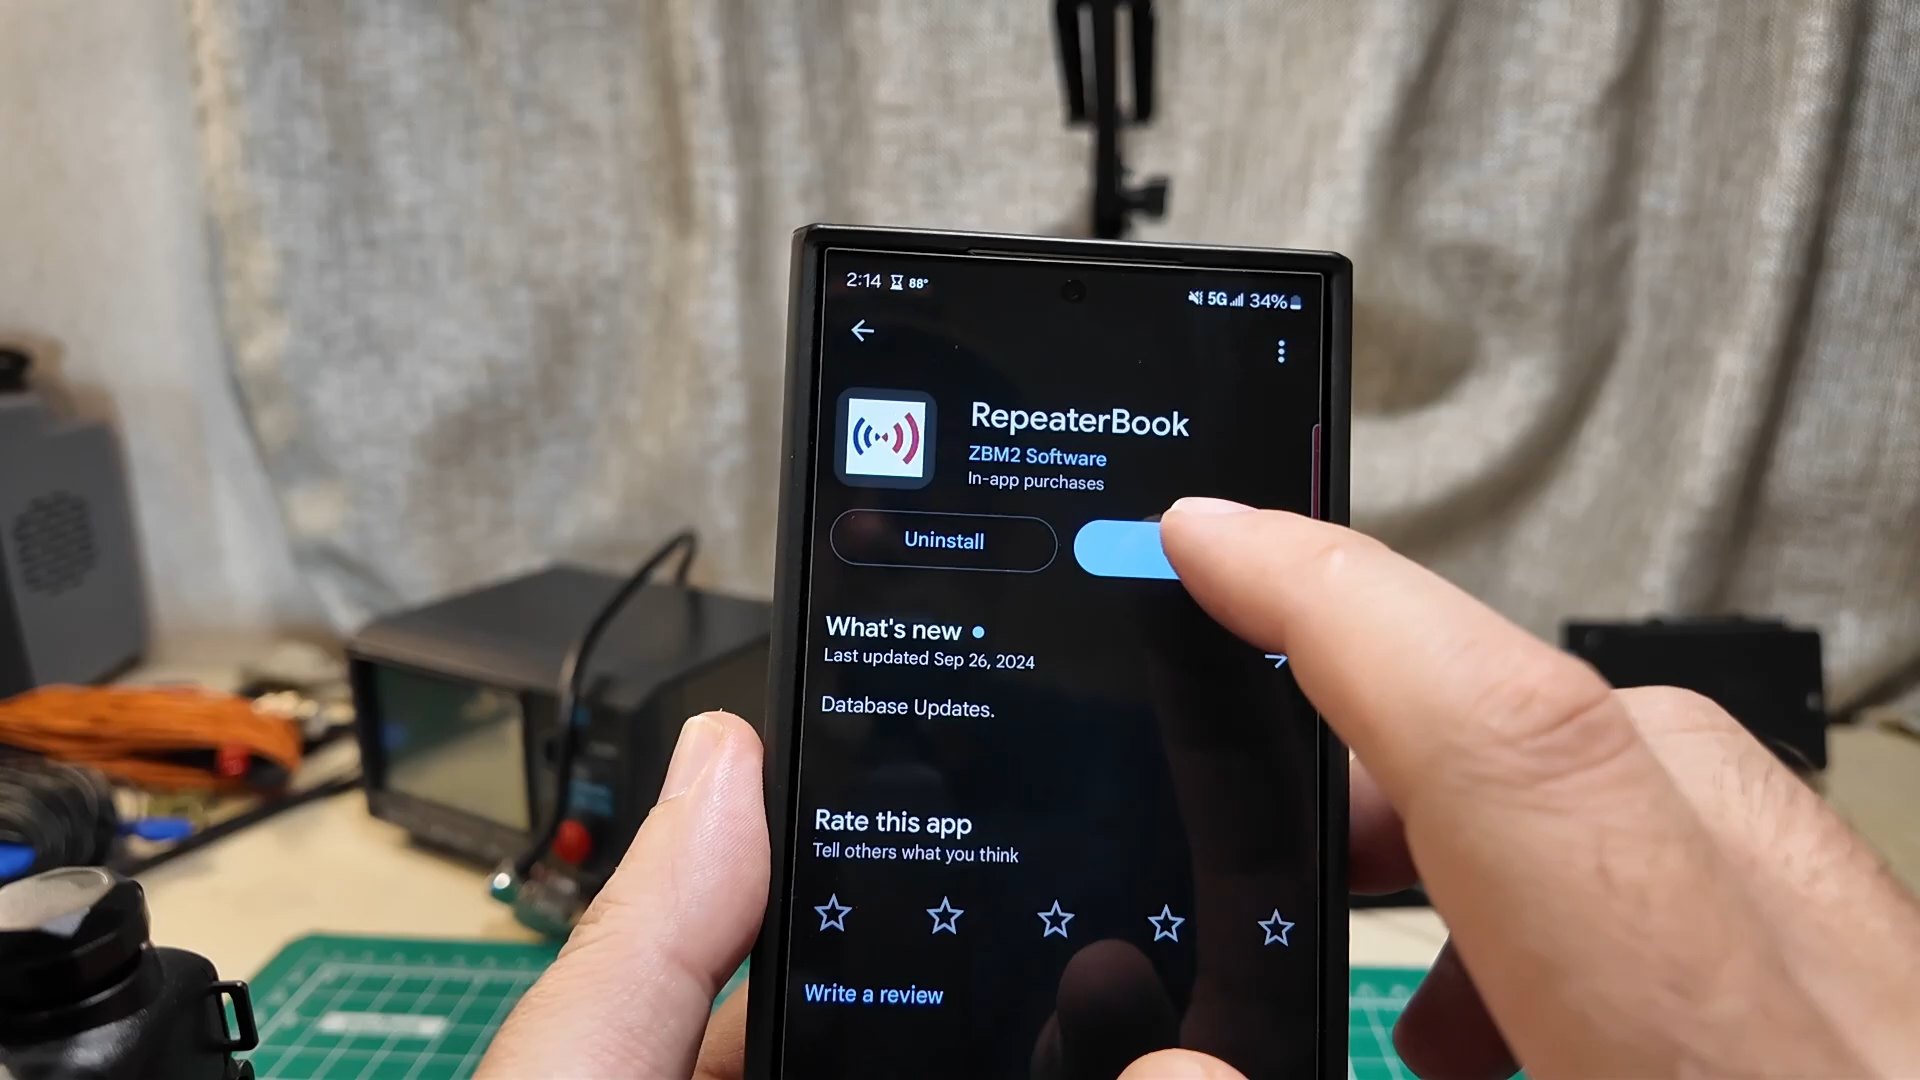 2:14 88°
5G 34%
RepeaterBook
ZBM2 Software
In-app purchases
Uninstall
What's new
Last updated Sep 26, 2024
Database Updates.
Rate this app
Tell others what you think
Write a review